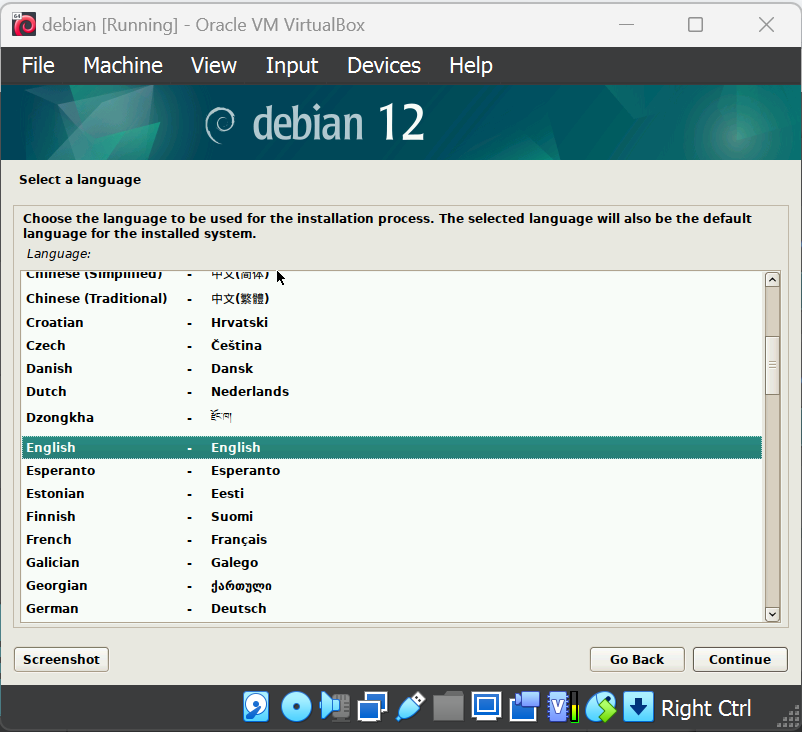 debian [Running] - Oracle VM VirtualBox
File Machine View Input Devices Help
debian 12
Select a language
Choose the language to be used for the installation process. The selected language will also be the default
language for the installed system.
Language:
Chinese (Simplified) - 中文(简体)
Chinese (Traditional) - 中文(繁體)
Croatian - Hrvatski
Czech - Čeština
Danish - Dansk
Dutch - Nederlands
Dzongkha - རྫོང་ཁ།
English - English
Esperanto - Esperanto
Estonian - Eesti
Finnish - Suomi
French - Français
Galician - Galego
Georgian - ქართული
German - Deutsch
Screenshot Go Back Continue
Right Ctrl